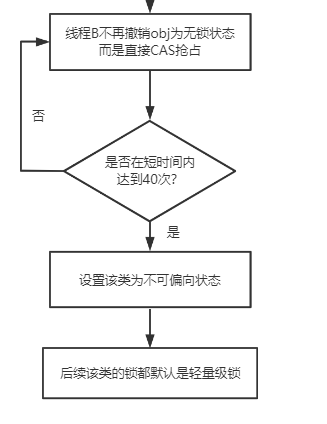 线程B不再撤销obj为无锁状态
而是直接CAS抢占
否
是否在短时间内
达到40次?
是
设置该类为不可偏向状态
后续该类的锁都默认是轻量级锁